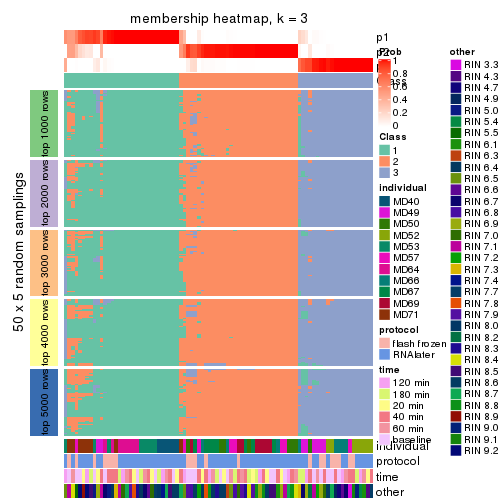 membership heatmap, k = 3
p1
p2
Class
50 x 5 random samplings
top 1000 rows
top 2000 rows
top 3000 rows
top 4000 rows
top 5000 rows
individual
protocol
time
other
Prob
1
0.8
0.6
0.4
0.2
0
Class
1
2
3
individual
MD40
MD49
MD50
MD52
MD53
MD57
MD64
MD66
MD67
MD69
MD71
protocol
flash frozen
RNAlater
time
120 min
180 min
20 min
40 min
60 min
baseline
other
RIN 3.3
RIN 4.3
RIN 4.7
RIN 4.9
RIN 5.0
RIN 5.4
RIN 5.5
RIN 6.1
RIN 6.3
RIN 6.4
RIN 6.5
RIN 6.6
RIN 6.7
RIN 6.8
RIN 6.9
RIN 7.0
RIN 7.1
RIN 7.2
RIN 7.3
RIN 7.4
RIN 7.7
RIN 7.8
RIN 7.9
RIN 8.0
RIN 8.2
RIN 8.3
RIN 8.4
RIN 8.5
RIN 8.6
RIN 8.7
RIN 8.8
RIN 8.9
RIN 9.0
RIN 9.1
RIN 9.2